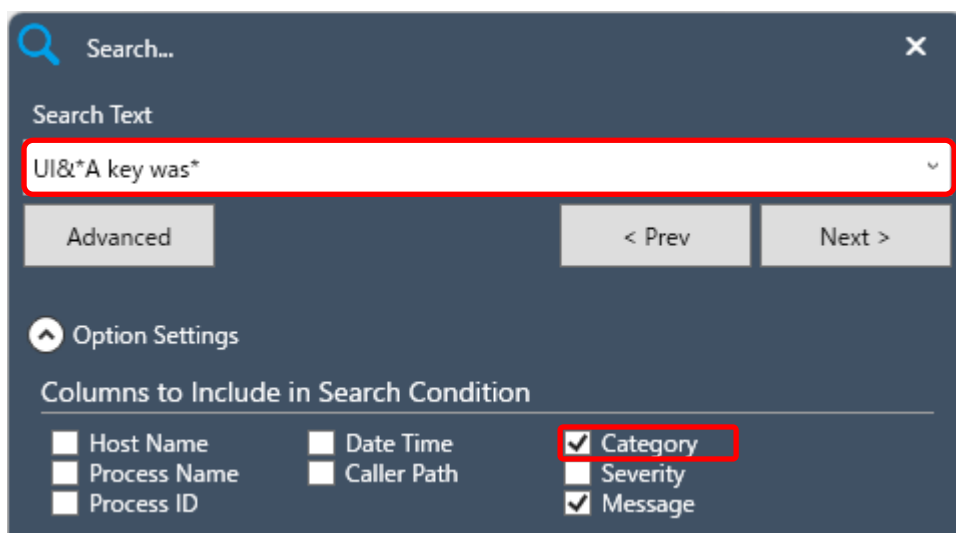 Search...
Search Text
UI&*A key was*
Advanced
< Prev
Next >
Option Settings
Columns to Include in Search Condition
Host Name
Date Time
Category
Process Name
Caller Path
Severity
Process ID
Message